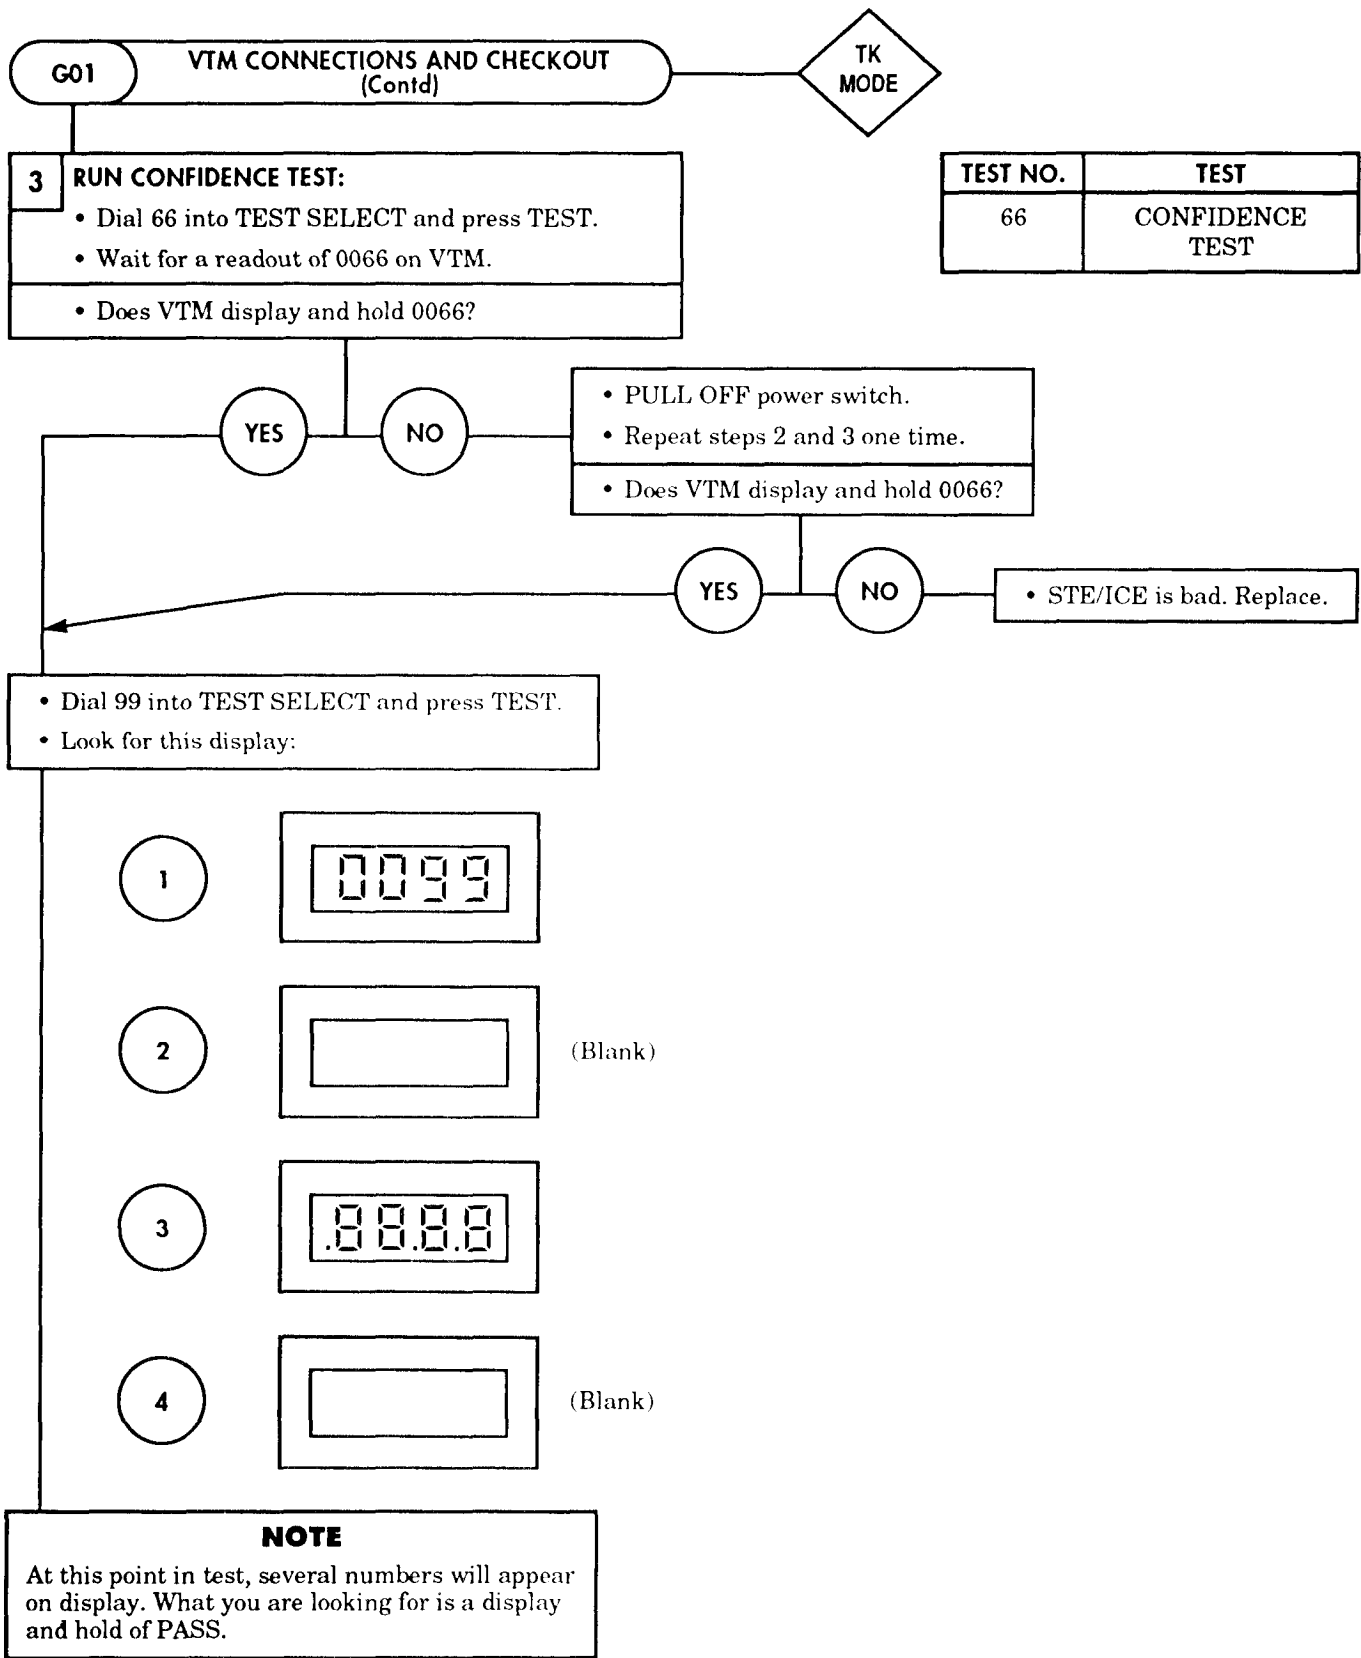 G01
VTM CONNECTIONS AND CHECKOUT
(Contd)
TK
MODE
3
RUN CONFIDENCE TEST:
• Dial 66 into TEST SELECT and press TEST.
• Wait for a readout of 0066 on VTM.
• Does VTM display and hold 0066?
TEST NO.
TEST
66
CONFIDENCE
TEST
YES
NO
• PULL OFF power switch.
• Repeat steps 2 and 3 one time.
• Does VTM display and hold 0066?
YES
NO
• STE/ICE is bad. Replace.
• Dial 99 into TEST SELECT and press TEST.
• Look for this display:
1
0099
2
(Blank)
3
.88.8.8
4
(Blank)
NOTE
At this point in test, several numbers will appear
on display. What you are looking for is a display
and hold of PASS.